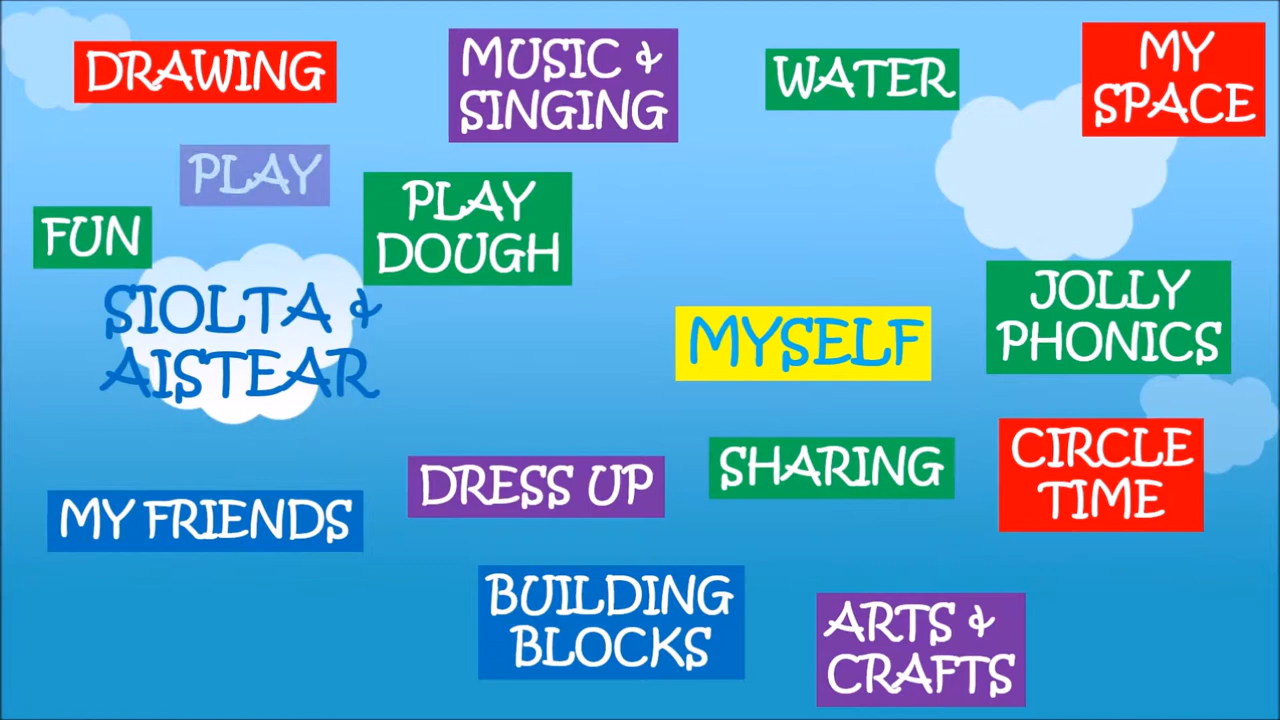 DRAWING
MUSIC &
SINGING
WATER
MY
SPACE
PLAY
PLAY
DOUGH
FUN
SIOLTA &
AISTEAR
MYSELF
JOLLY
PHONICS
CIRCLE
TIME
SHARING
DRESS UP
MY FRIENDS
BUILDING
BLOCKS
ARTS &
CRAFTS